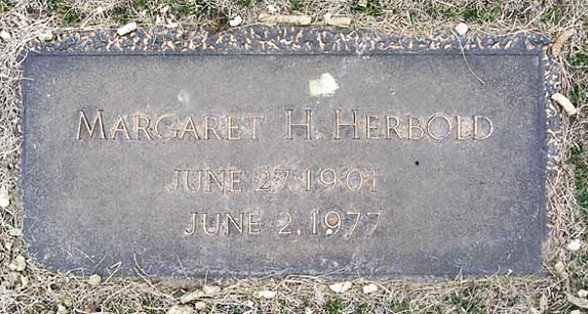 MARGARET H. HERBOLD
JUNE 27, 1901
JUNE 2, 1977